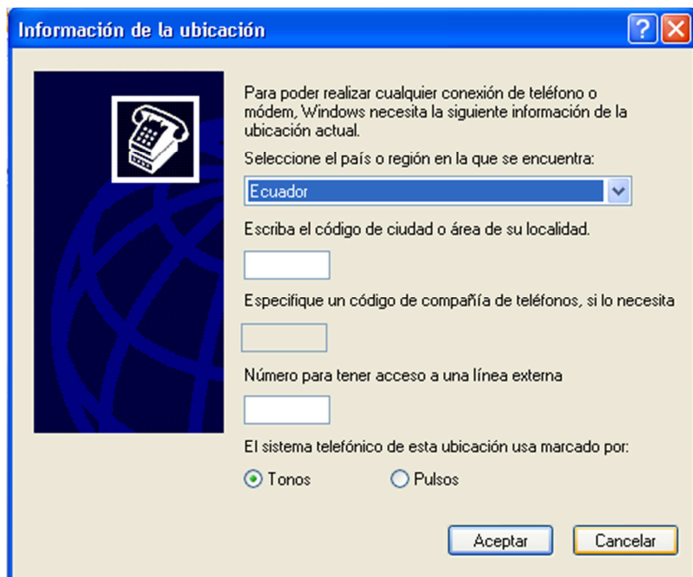 Información de la ubicación
Para poder realizar cualquier conexión de teléfono o
módem, Windows necesita la siguiente información de la
ubicación actual.
Seleccione el país o región en la que se encuentra:
Ecuador
Escriba el código de ciudad o área de su localidad.
Especifique un código de compañía de teléfonos, si lo necesita
Número para tener acceso a una línea externa
El sistema telefónico de esta ubicación usa marcado por:
Tonos Pulsos
Aceptar Cancelar